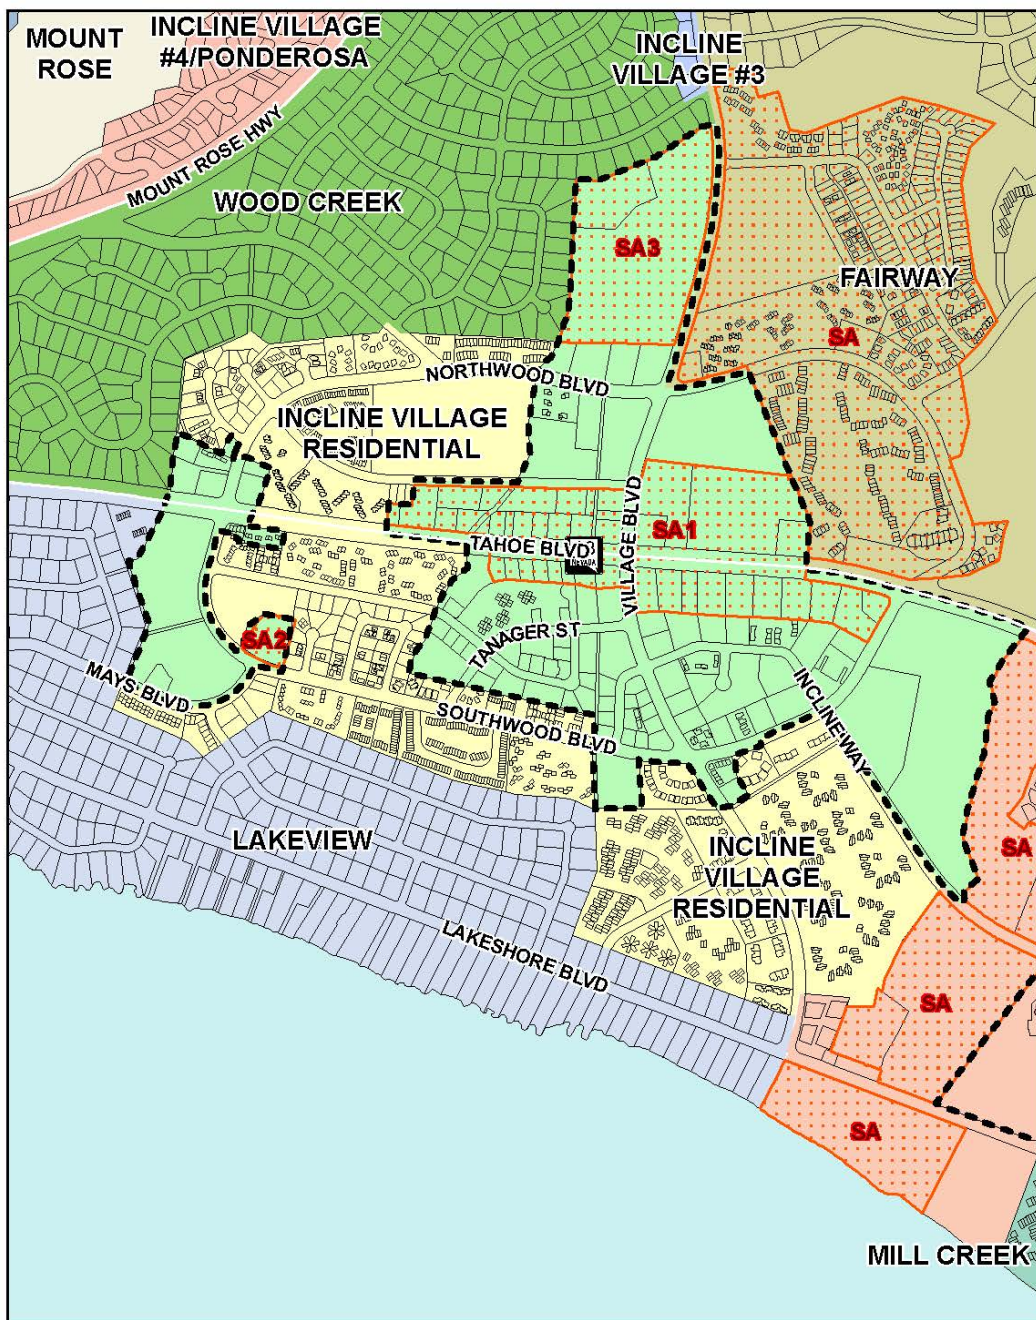 MOUNT
ROSE
INCLINE VILLAGE
#4/PONDEROSA
INCLINE
VILLAGE #3
MOUNT ROSE HWY
WOOD CREEK
SA3
FAIRWAY
SA
NORTHWOOD BLVD
INCLINE VILLAGE
RESIDENTIAL
VILLAGE BLVD
SA1
TAHOE BLVD
NEVADA
TANAGER ST
SA2
MAYS BLVD
SOUTHWOOD BLVD
INCLINE WAY
LAKEVIEW
INCLINE
VILLAGE
RESIDENTIAL
SA
LAKESHORE BLVD
SA
SA
MILL CREEK